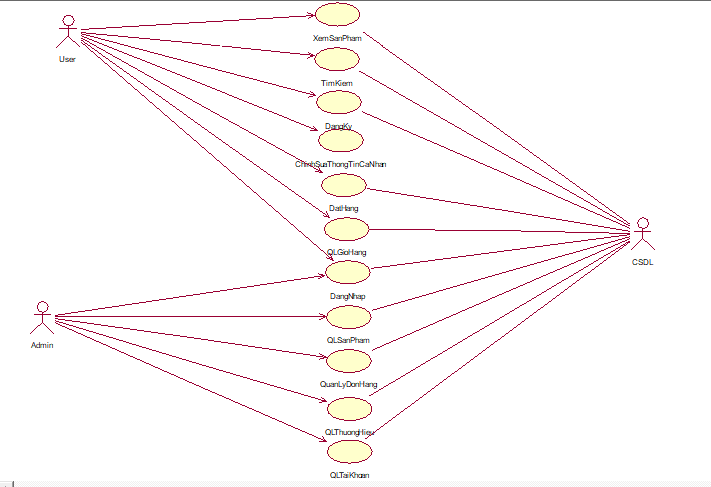 XemSanPham
User
TimKiem
DangKy
ChinhSuaThongTinCaNhan
DatHang
QLGioHang
CSDL
DangNhap
QLSanPham
Admin
QuanLyDonHang
QLThuongHieu
QLTaiKhoan